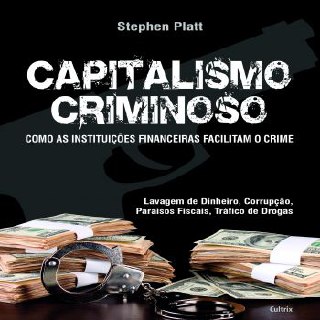 Stephen Platt
CAPITALISMO
CRIMINOSO
COMO AS INSTITUIÇÕES FINANCEIRAS FACILITAM O CRIME
Lavagem de Dinheiro, Corrupção,
Paraísos Fiscais, Tráfico de Drogas
Cultrix